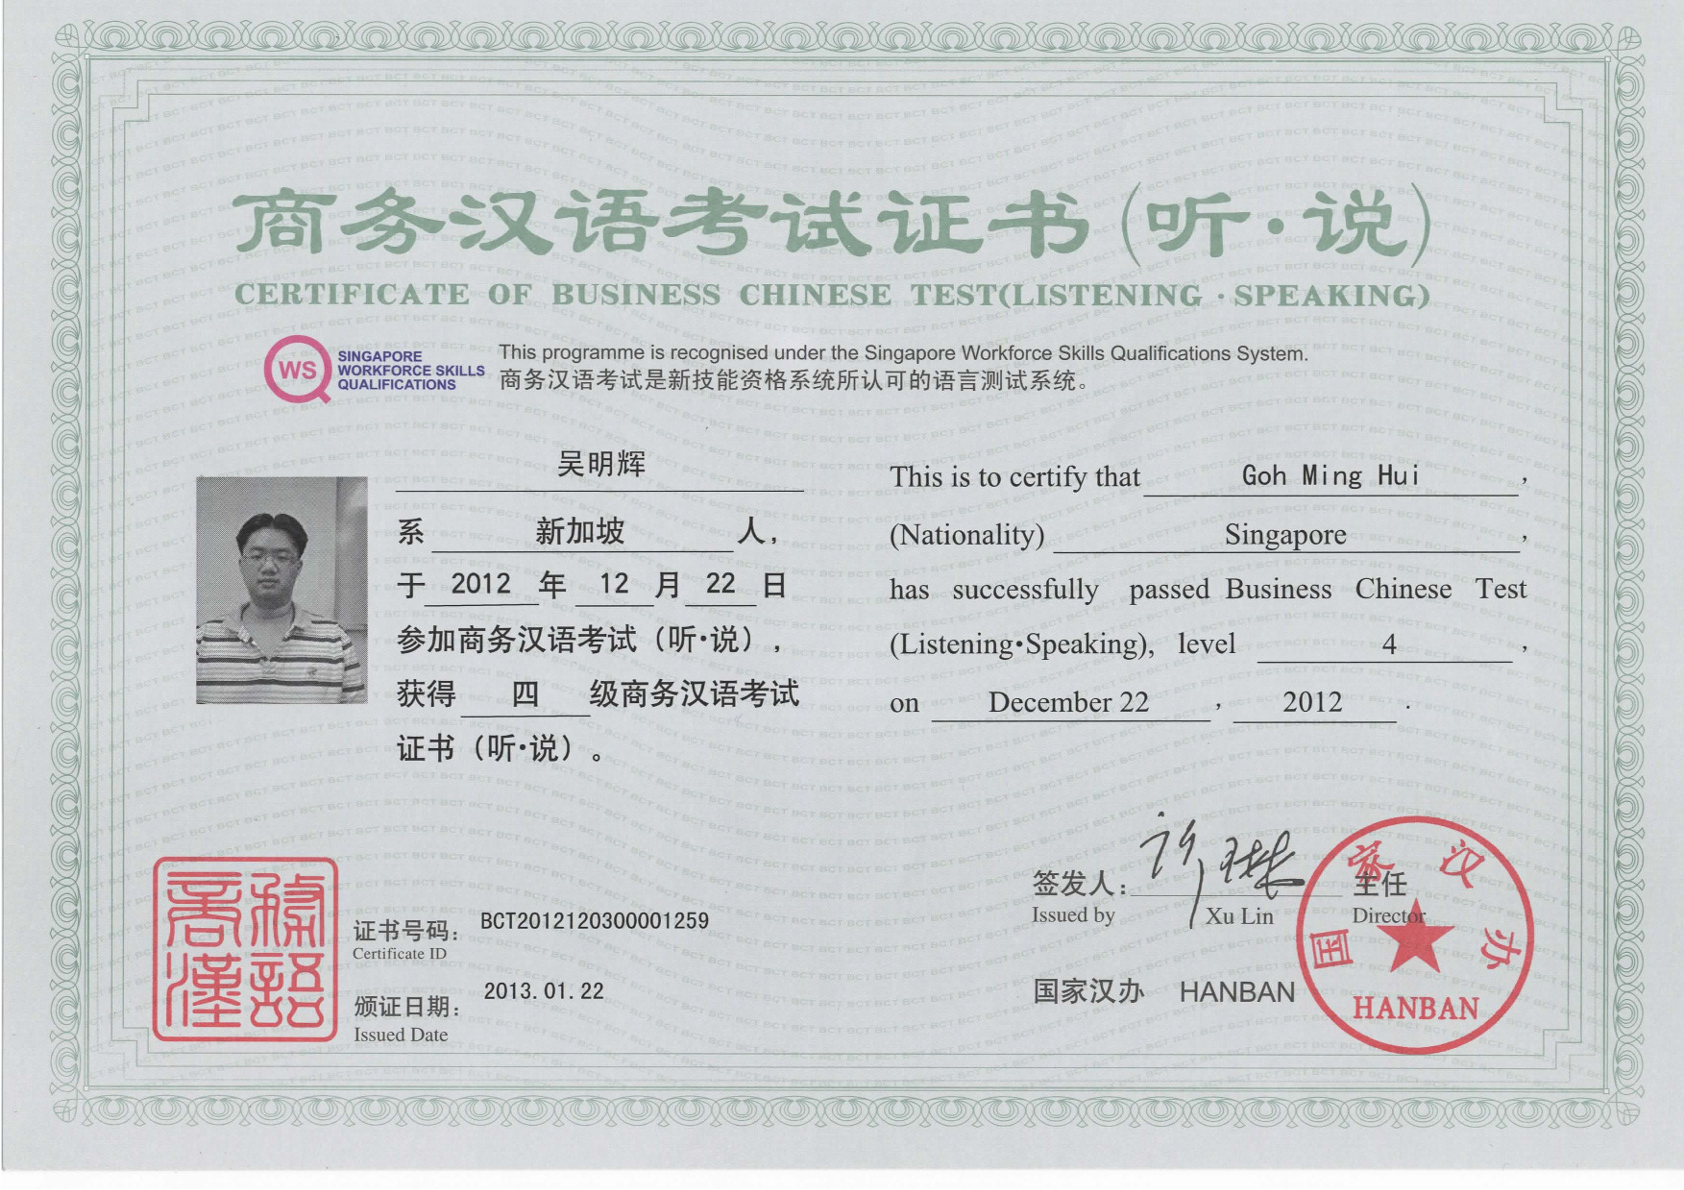 商务汉语考试证书(听·说)
CERTIFICATE OF BUSINESS CHINESE TEST(LISTENING · SPEAKING)
WS
SINGAPORE
WORKFORCE SKILLS
QUALIFICATIONS
This programme is recognised under the Singapore Workforce Skills Qualifications System.
商务汉语考试是新技能资格系统所认可的语言测试系统。
吴明辉
系 新加坡 人，
于 2012 年 12 月 22 日
参加商务汉语考试（听·说），
获得 四 级商务汉语考试
证书（听·说）。
This is to certify that Goh Ming Hui ,
(Nationality) Singapore ,
has successfully passed Business Chinese Test
(Listening·Speaking), level 4 ,
on December 22 , 2012 .
商務漢語
证书号码: BCT2012120300001259
Certificate ID
颁证日期: 2013.01.22
Issued Date
签发人: 许琳 主任
Issued by Xu Lin Director
国家汉办 HANBAN
国家汉办
HANBAN